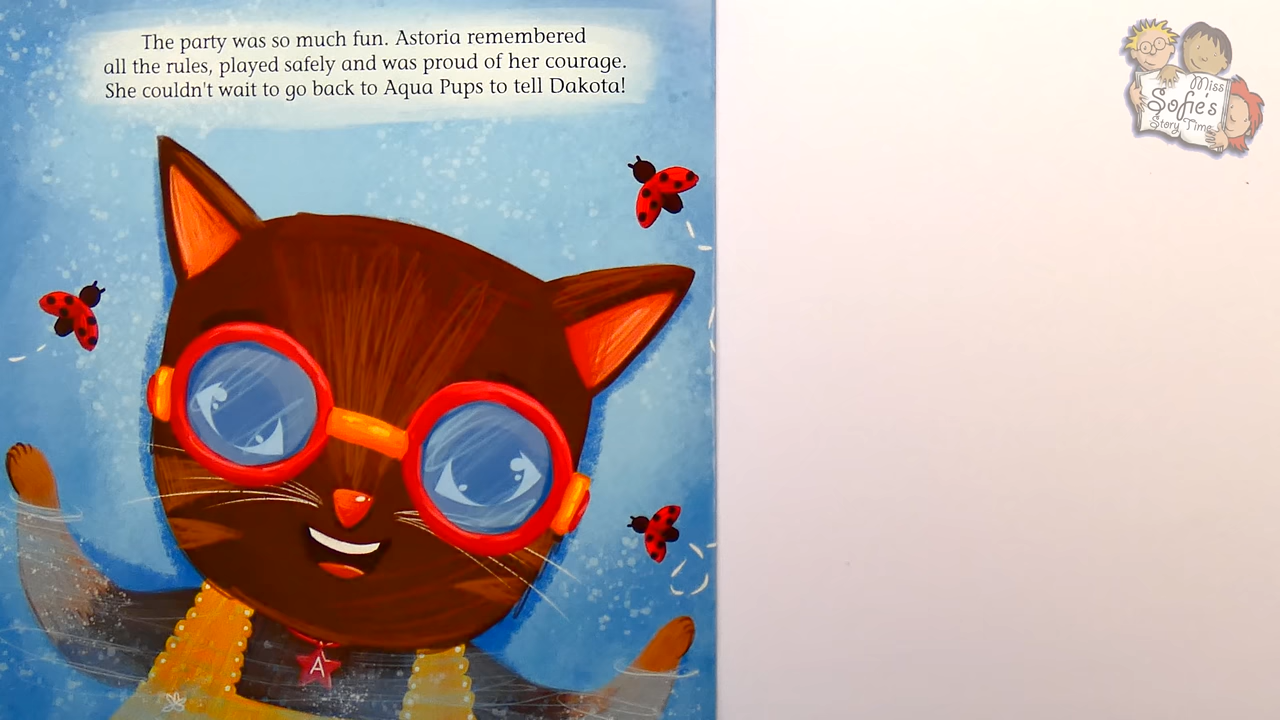 The party was so much fun. Astoria remembered
all the rules, played safely and was proud of her courage.
She couldn't wait to go back to Aqua Pups to tell Dakota!
A
Miss
Sofie's
Story Time